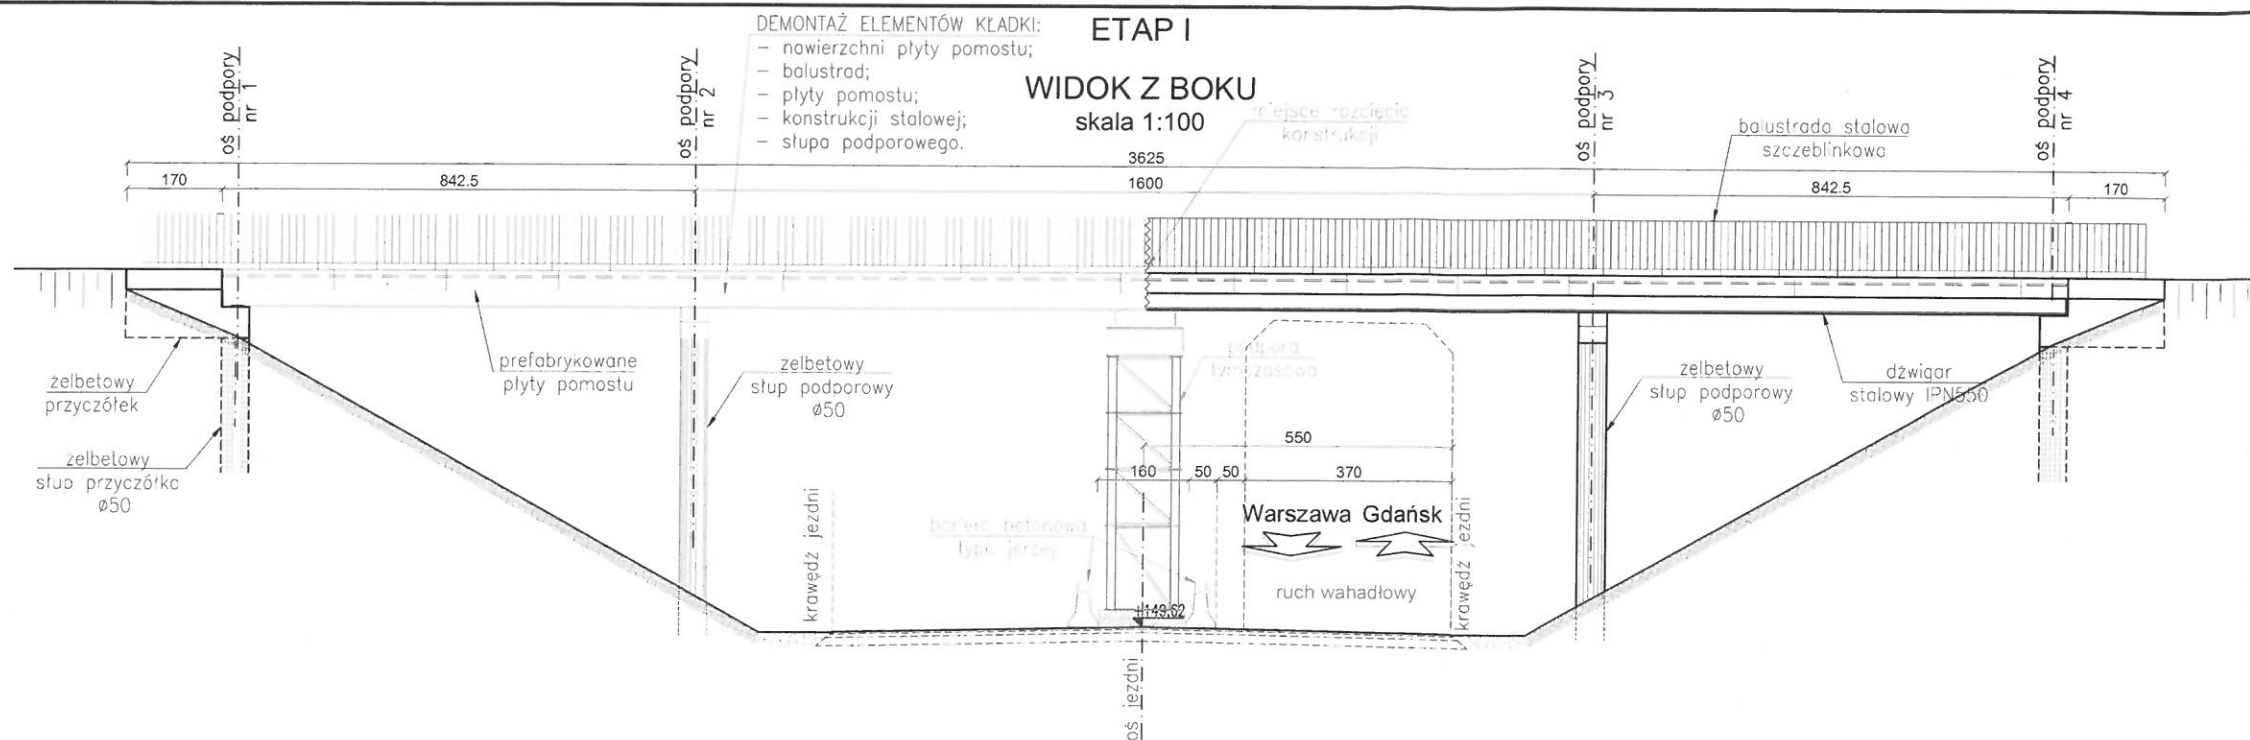 DEMONTAŻ ELEMENTÓW KŁADKI:
– nawierzchni płyty pomostu;
– balustrad;
– płyty pomostu;
– konstrukcji stalowej;
– słupa podporowego.
ETAP I
WIDOK Z BOKU
skala 1:100
miejsce rozcięcia
konstrukcji
oś podpory
nr 1
oś podpory
nr 2
oś podpory
nr 3
oś podpory
nr 4
balustrada stalowa
szczeblinkowa
3625
170
842.5
1600
842.5
170
prefabrykowane
płyty pomostu
żelbetowy
przyczółek
żelbetowy
słup przyczółka
ø50
żelbetowy
słup podporowy
ø50
podpora
tymczasowa
żelbetowy
słup podporowy
ø50
dźwigar
stalowy IPN550
550
160
50
50
370
Warszawa Gdańsk
ruch wahadłowy
bariera betonowa
typu jersey
krawędź jezdni
krawędź jezdni
+149.62
oś jezdni